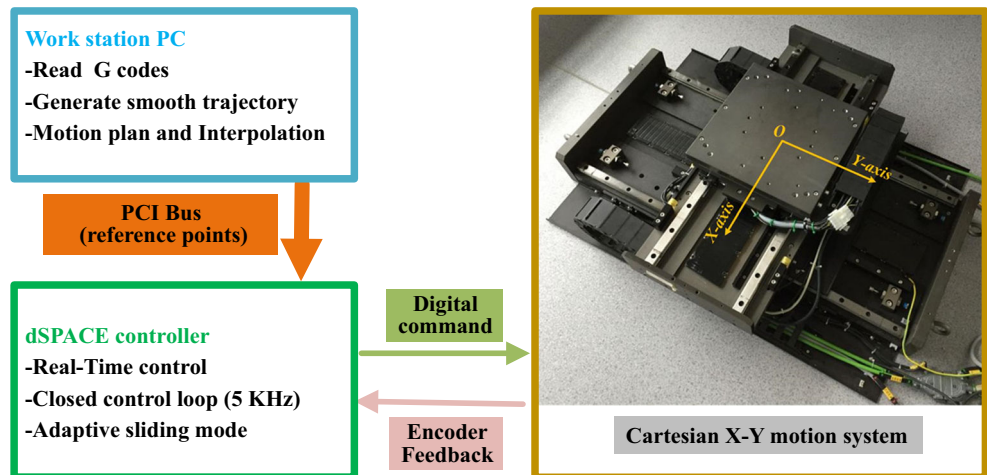 Work station PC
-Read G codes
-Generate smooth trajectory
-Motion plan and Interpolation
PCI Bus
(reference points)
dSPACE controller
-Real-Time control
-Closed control loop (5 KHz)
-Adaptive sliding mode
Digital
command
Encoder
Feedback
O
Y-axis
X-axis
Cartesian X-Y motion system